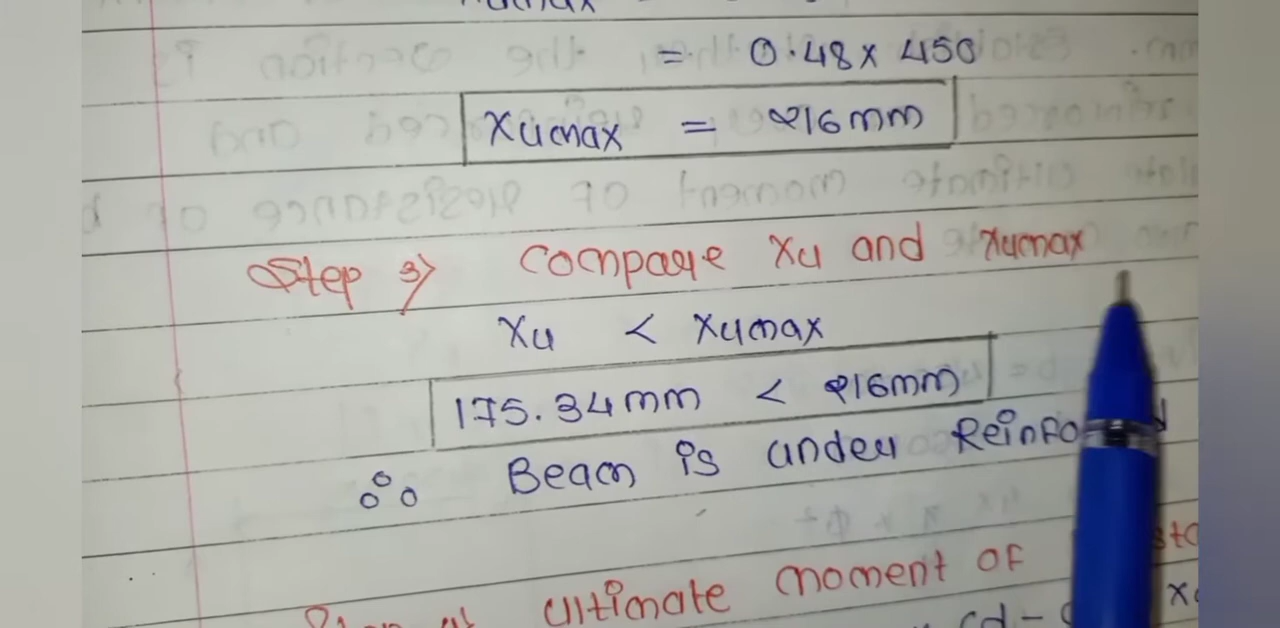 = 0.48 x 450
xumax = 216mm
Step 3) compare xu and xumax
xu < xumax
175.34mm < 216mm
∴ Beam is under Reinfo
ultimate moment of